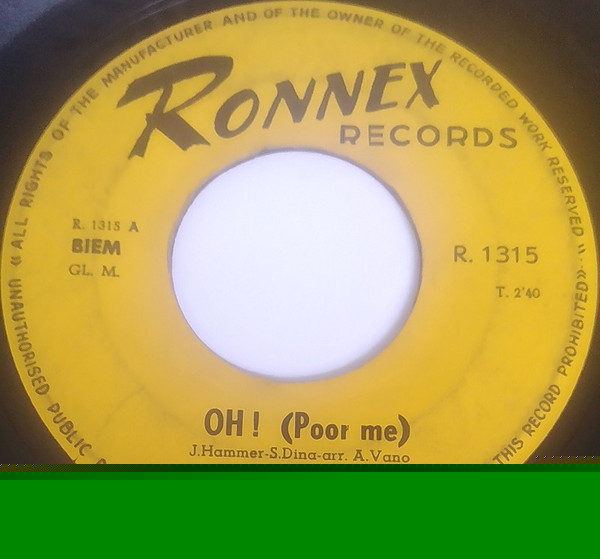 «ALL RIGHTS OF THE MANUFACTURER AND OF THE OWNER OF THE RECORDED WORK RESERVED
UNAUTHORISED PUBLIC
THIS RECORD PROHIBITED»
RONNEX
RECORDS
R. 1315 A
BIEM
GL. M.
R. 1315
T. 2'40
OH! (Poor me)
J.Hammer-S.Dina-arr. A.Vano